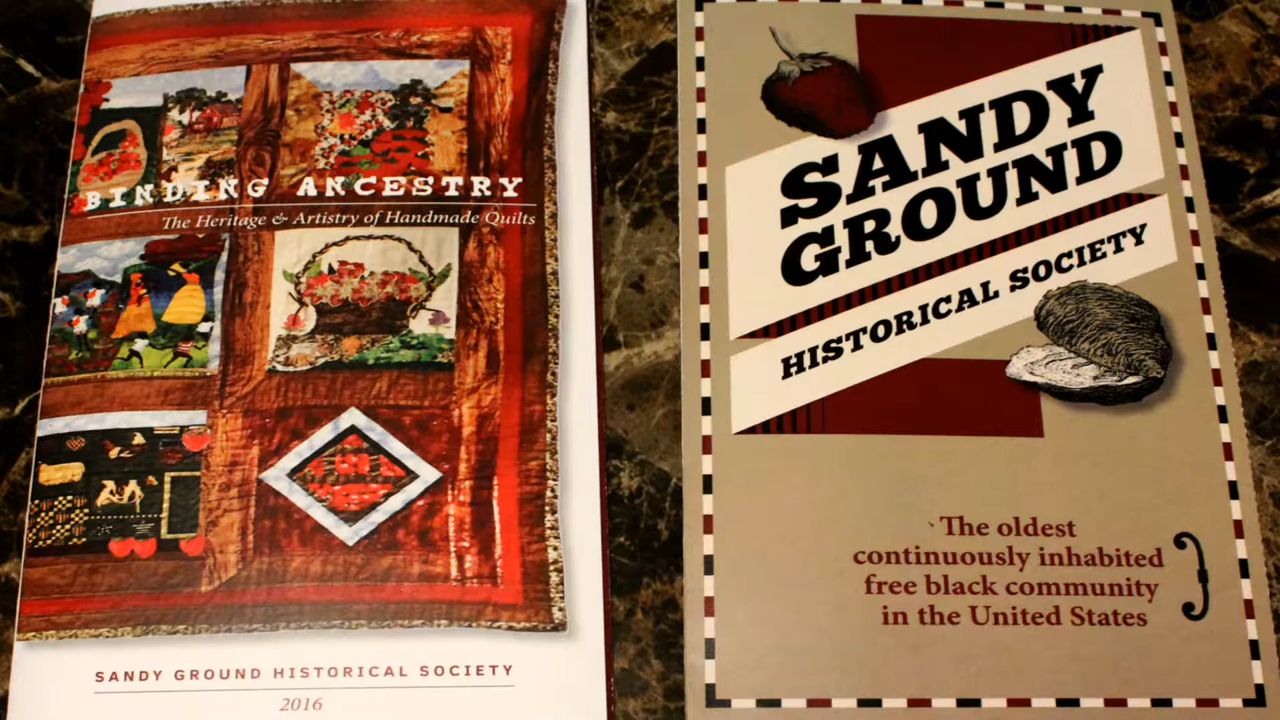 BINDING ANCESTRY
The Heritage & Artistry of Handmade Quilts
SANDY GROUND HISTORICAL SOCIETY
2016
SANDY
GROUND
HISTORICAL SOCIETY
The oldest
continuously inhabited
free black community
in the United States